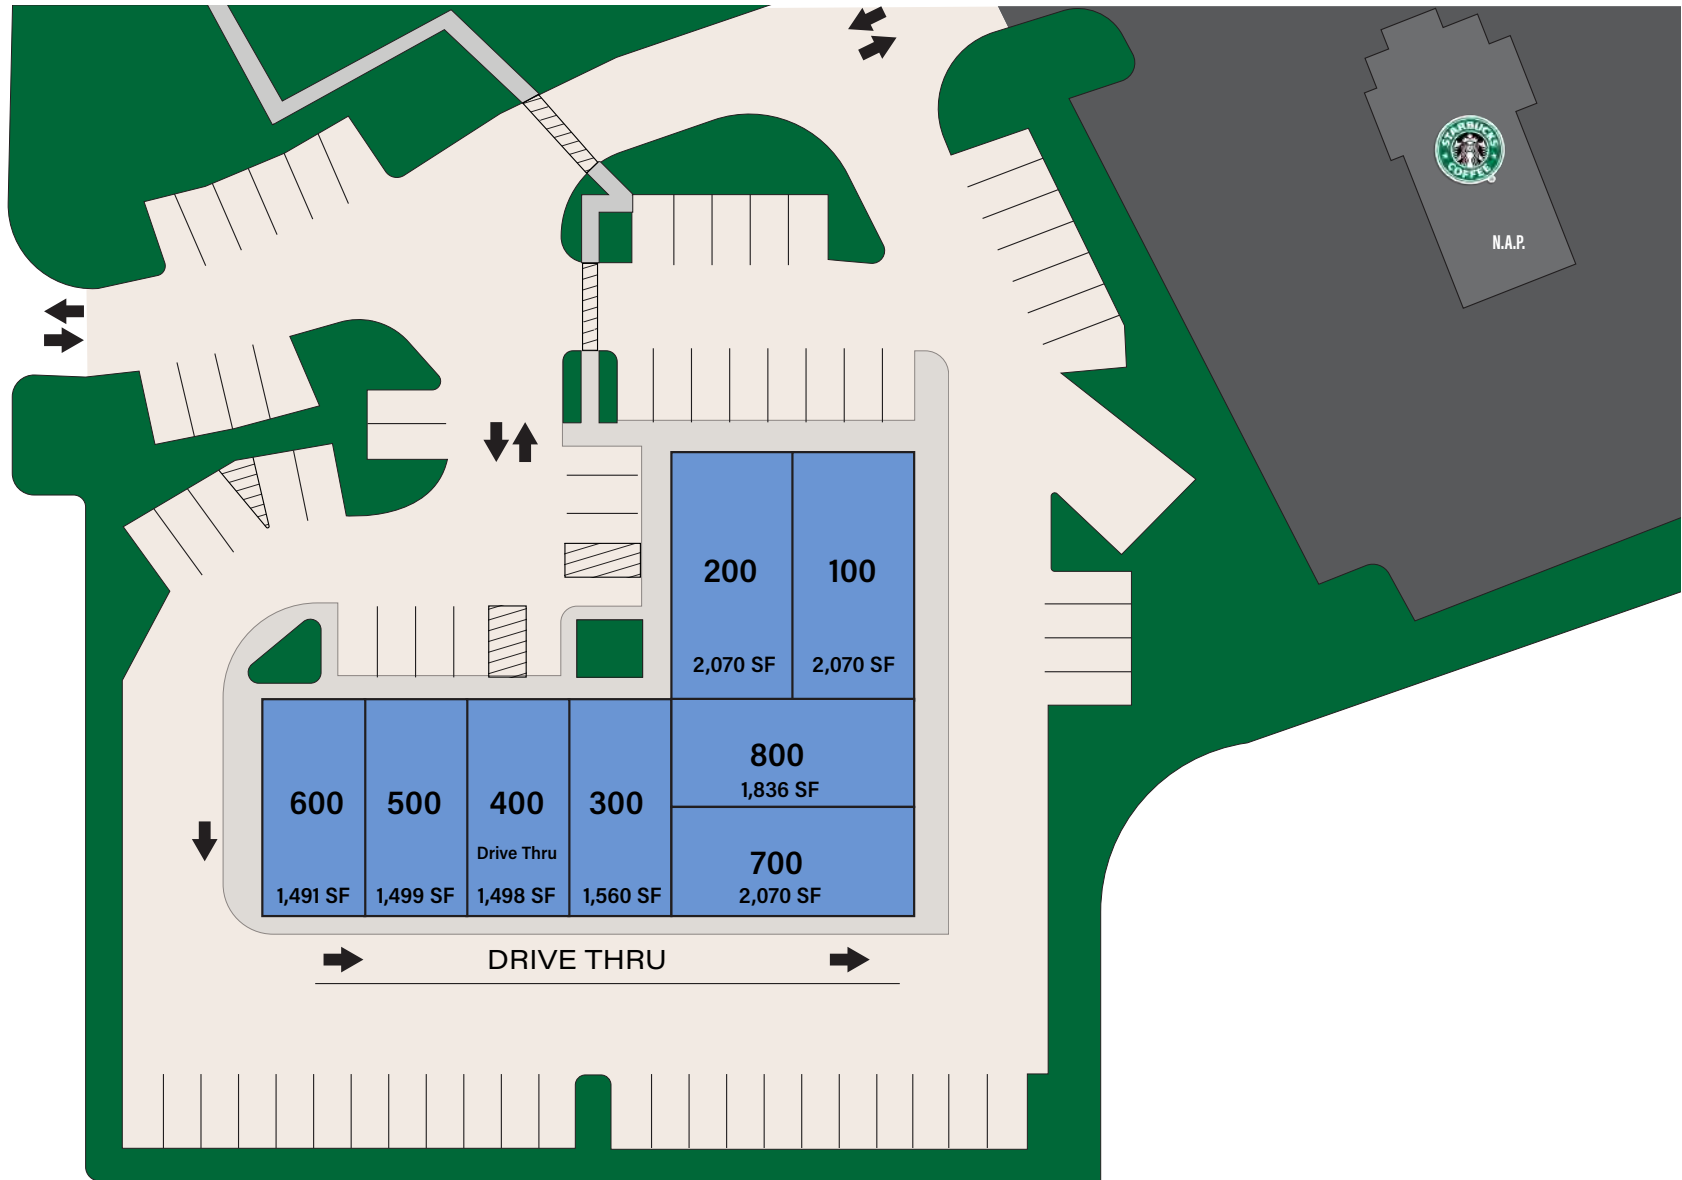 STARBUCKS
COFFEE
N.A.P.
200
2,070 SF
100
2,070 SF
800
1,836 SF
600
1,491 SF
500
1,499 SF
400
Drive Thru
1,498 SF
300
1,560 SF
700
2,070 SF
DRIVE THRU